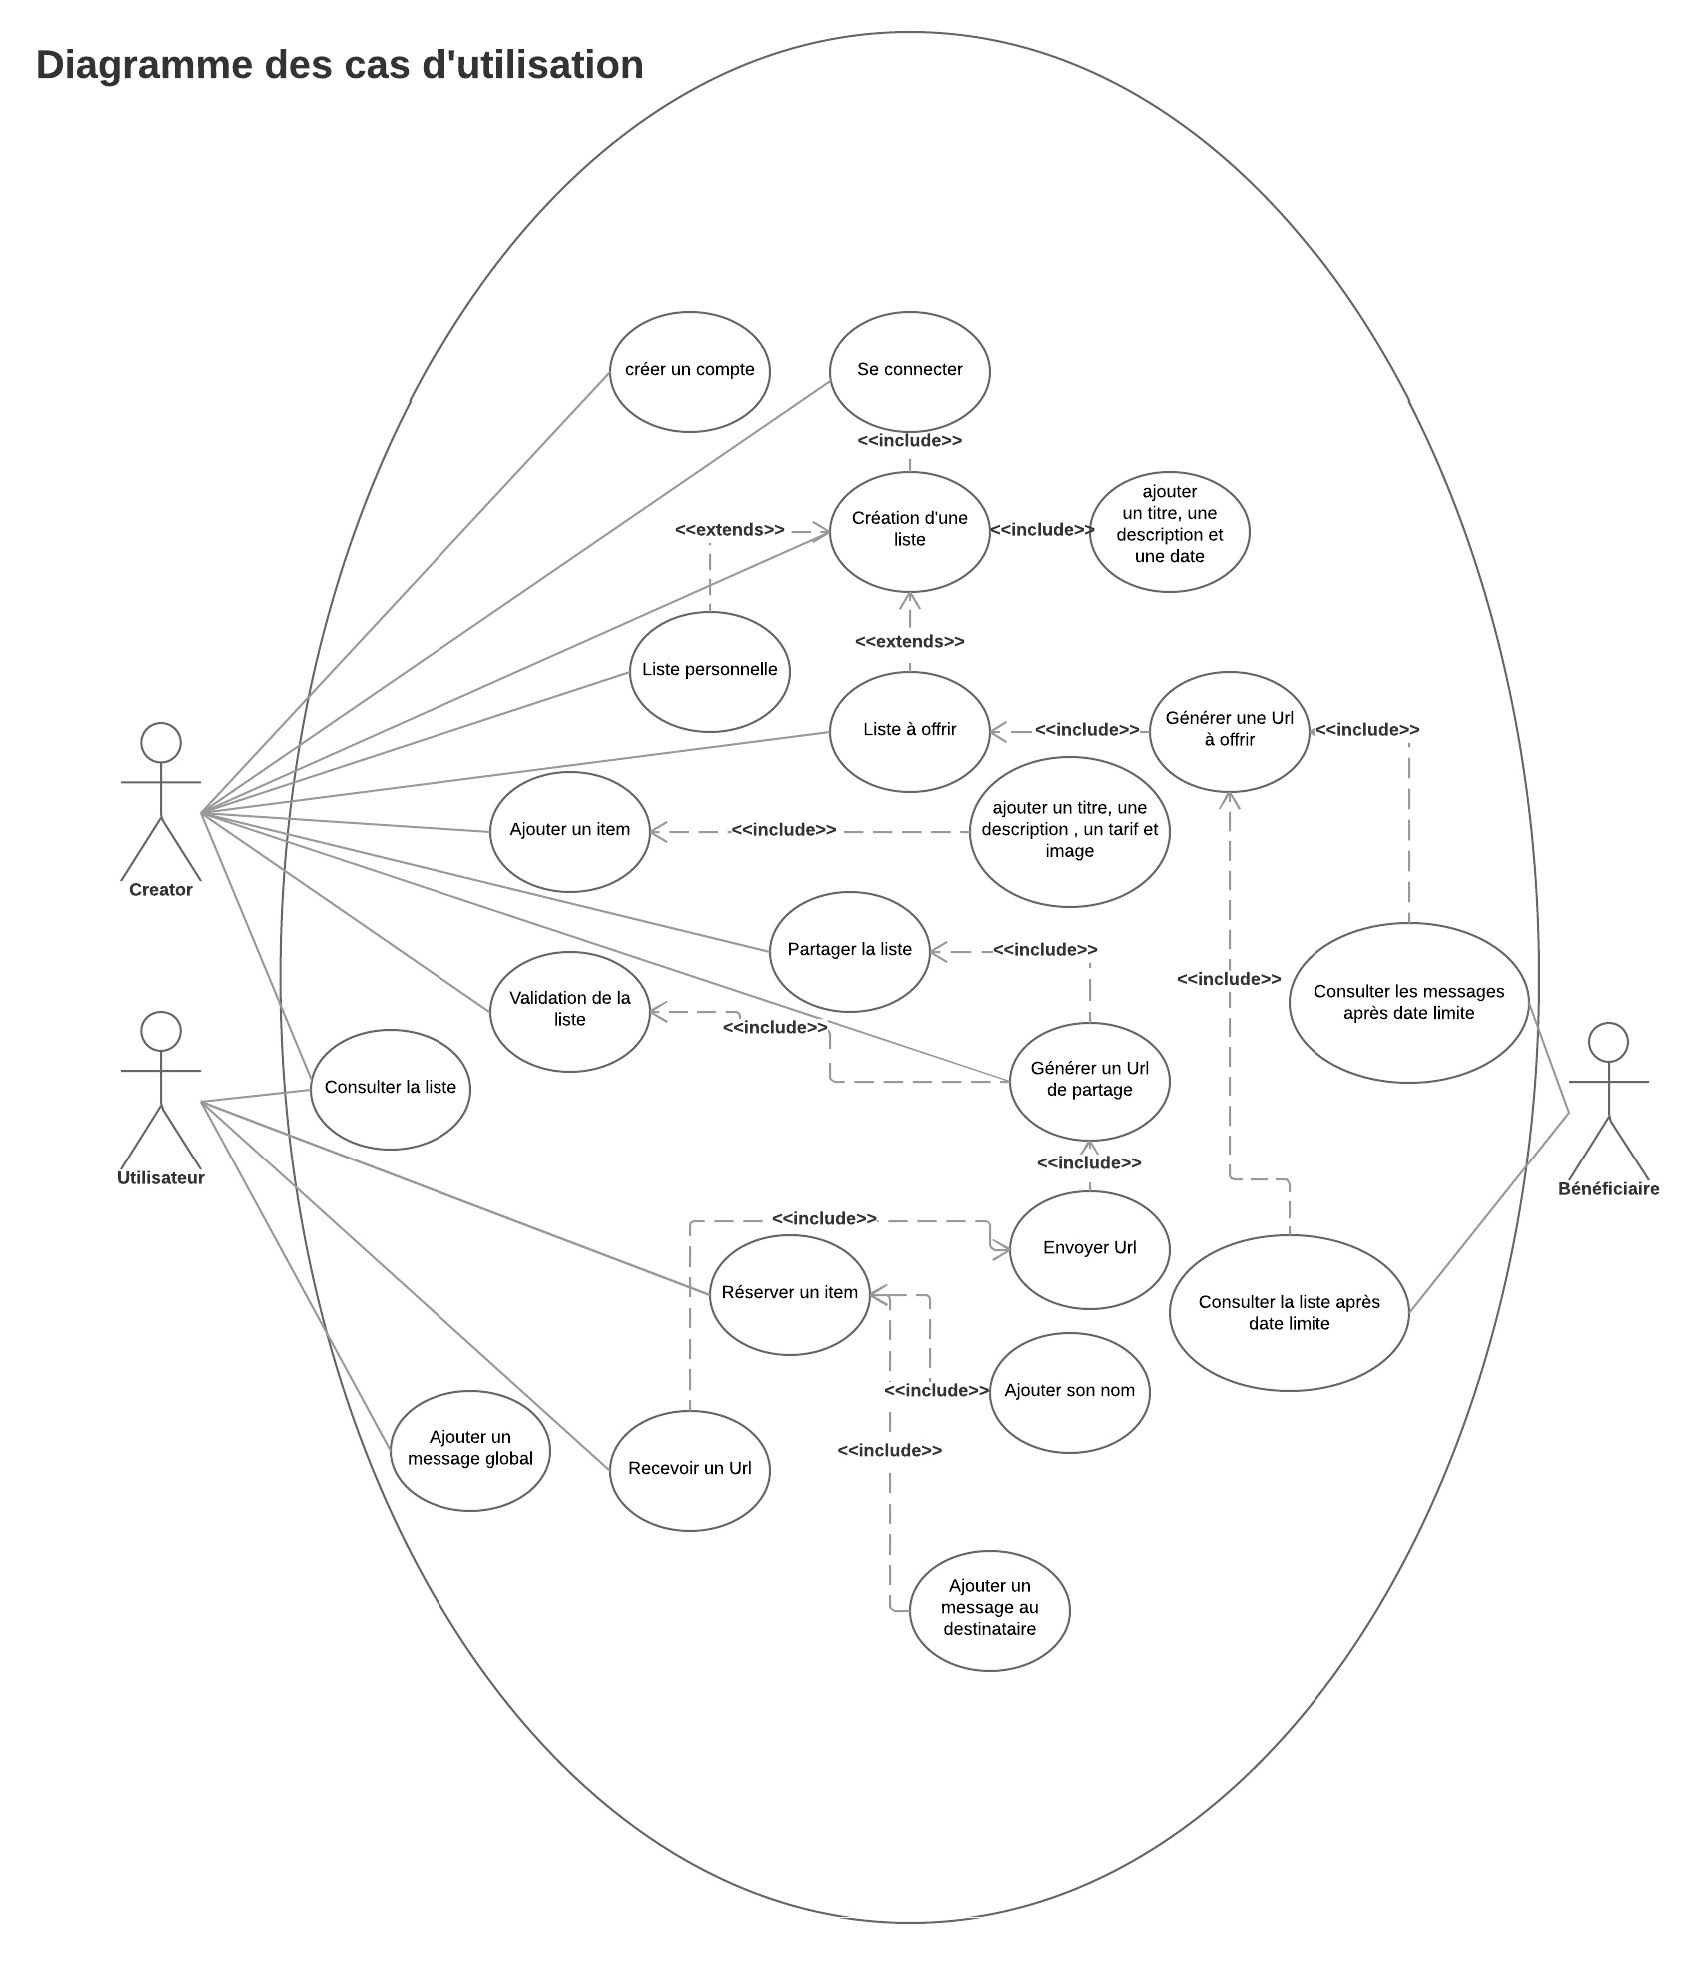 Diagramme des cas d'utilisation
créer un compte
Se connecter
<<include>>
Création d'une
liste
<<extends>>
<<include>>
ajouter
un titre, une
description et
une date
<<extends>>
Liste personnelle
Liste à offrir
<<include>>
Générer une Url
à offrir
<<include>>
Ajouter un item
<<include>>
ajouter un titre, une
description , un tarif et
image
Creator
Partager la liste
<<include>>
<<include>>
Validation de la
liste
<<include>>
Consulter les messages
après date limite
Consulter la liste
Générer un Url
de partage
Utilisateur
<<include>>
Bénéficiaire
<<include>>
Envoyer Url
Réserver un item
Consulter la liste après
date limite
<<include>>
Ajouter son nom
Ajouter un
message global
<<include>>
Recevoir un Url
Ajouter un
message au
destinataire